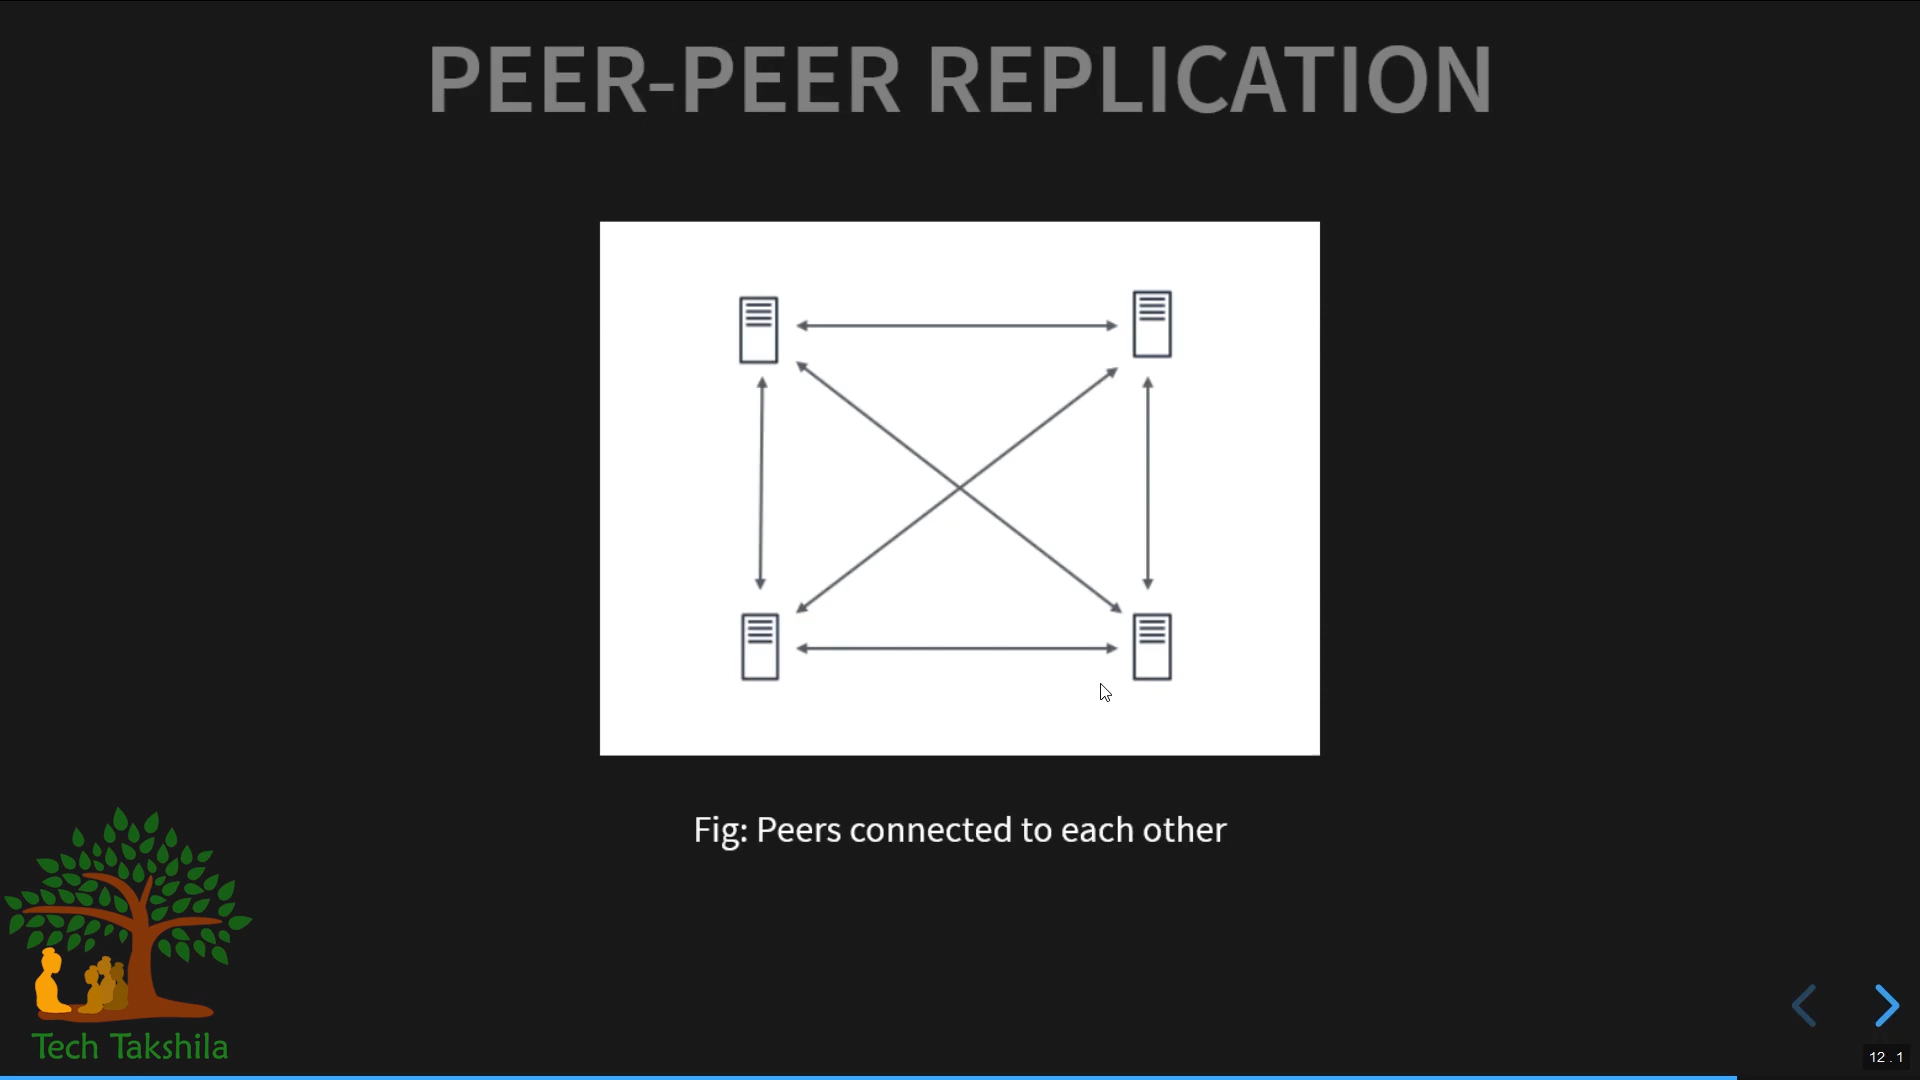 PEER-PEER REPLICATION
Fig: Peers connected to each other
Tech Takshila
12 . 1